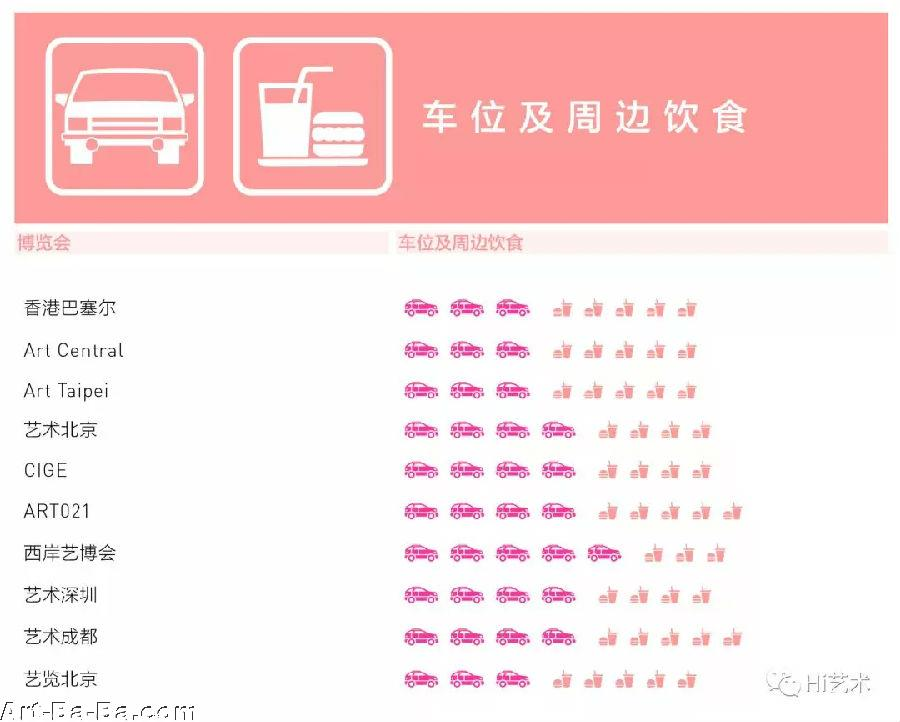 车位及周边饮食
博览会 车位及周边饮食
香港巴塞尔
Art Central
Art Taipei
艺术北京
CIGE
ART021
西岸艺博会
艺术深圳
艺术成都
艺览北京
Hi艺术
Art-Ba-Ba.com